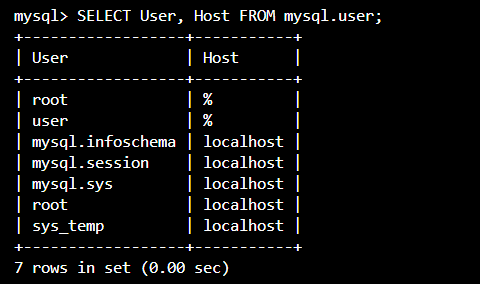 mysql> SELECT User, Host FROM mysql.user;
+------------------+-----------+
| User             | Host      |
+------------------+-----------+
| root             | %         |
| user             | %         |
| mysql.infoschema | localhost |
| mysql.session    | localhost |
| mysql.sys        | localhost |
| root             | localhost |
| sys_temp         | localhost |
+------------------+-----------+
7 rows in set (0.00 sec)